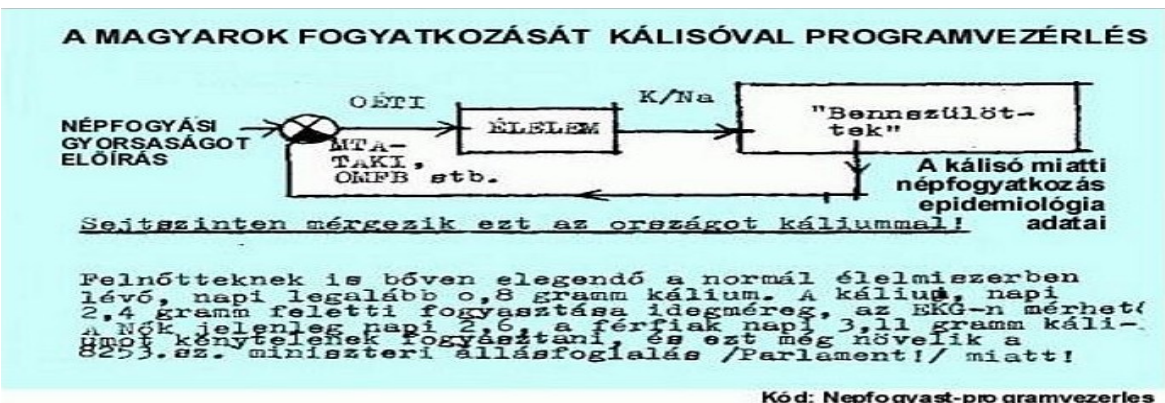 A MAGYAROK FOGYATKOZÁSÁT KÁLISÓVAL PROGRAMVEZÉRLÉS
OÉTI
K/Na
NÉPFOGYÁSI
GYORSASÁGOT
ELŐÍRÁS
ÉLELEM
"Bennszülöt-
tek"
MTA-
TAKI,
OMFB stb.
A kálisó miatti
népfogyatkozás
epidemiológia
adatai
Sejtszinten mérgezik ezt az országot káliummal!
Felnőtteknek is bőven elegendő a normál élelmiszerben
lévő, napi legalább o,8 gramm kálium. A kálium, napi
2,4 gramm feletti fogyasztása idegméreg, az EKG-n mérhető
A Nők jelenleg napi 2,6, a férfiak napi 3,11 gramm káli-
umot kénytelenek fogyasztani, és ezt még növelik a
8253.sz. miniszteri állásfoglalás /Parlament!/ miatt!
Kód: Nepfogyast-programvezerles